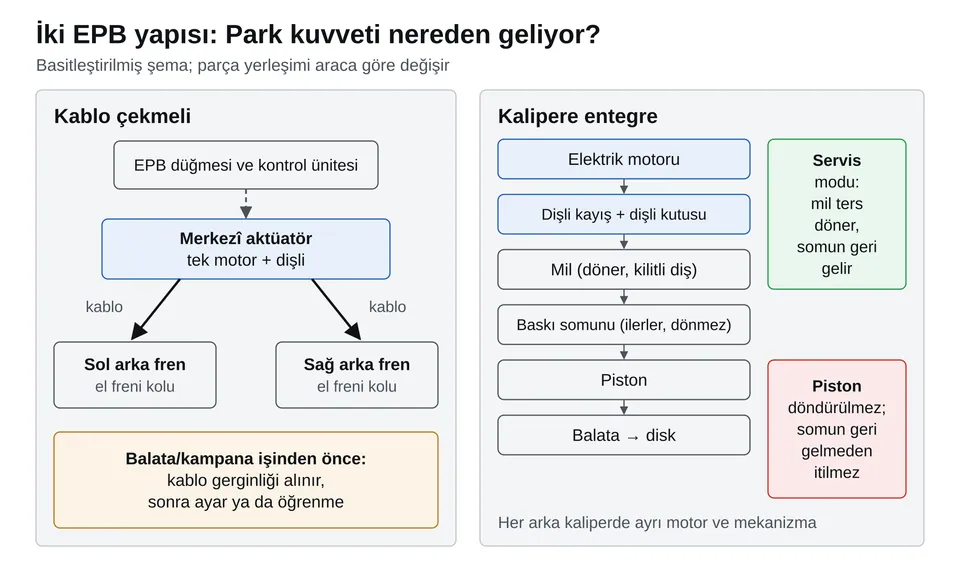 İki EPB yapısı: Park kuvveti nereden geliyor?
Basitleştirilmiş şema; parça yerleşimi araca göre değişir
Kablo çekmeli
EPB düğmesi ve kontrol ünitesi
Merkezî aktüatör
tek motor + dişli
kablo
kablo
Sol arka fren
el freni kolu
Sağ arka fren
el freni kolu
Balata/kampana işinden önce:
kablo gerginliği alınır,
sonra ayar ya da öğrenme
Kalipere entegre
Elektrik motoru
Dişli kayış + dişli kutusu
Mil (döner, kilitli diş)
Baskı somunu (ilerler, dönmez)
Piston
Balata → disk
Servis
modu:
mil ters
döner,
somun geri
gelir
Piston
döndürülmez;
somun geri
gelmeden
itilmez
Her arka kaliperde ayrı motor ve mekanizma